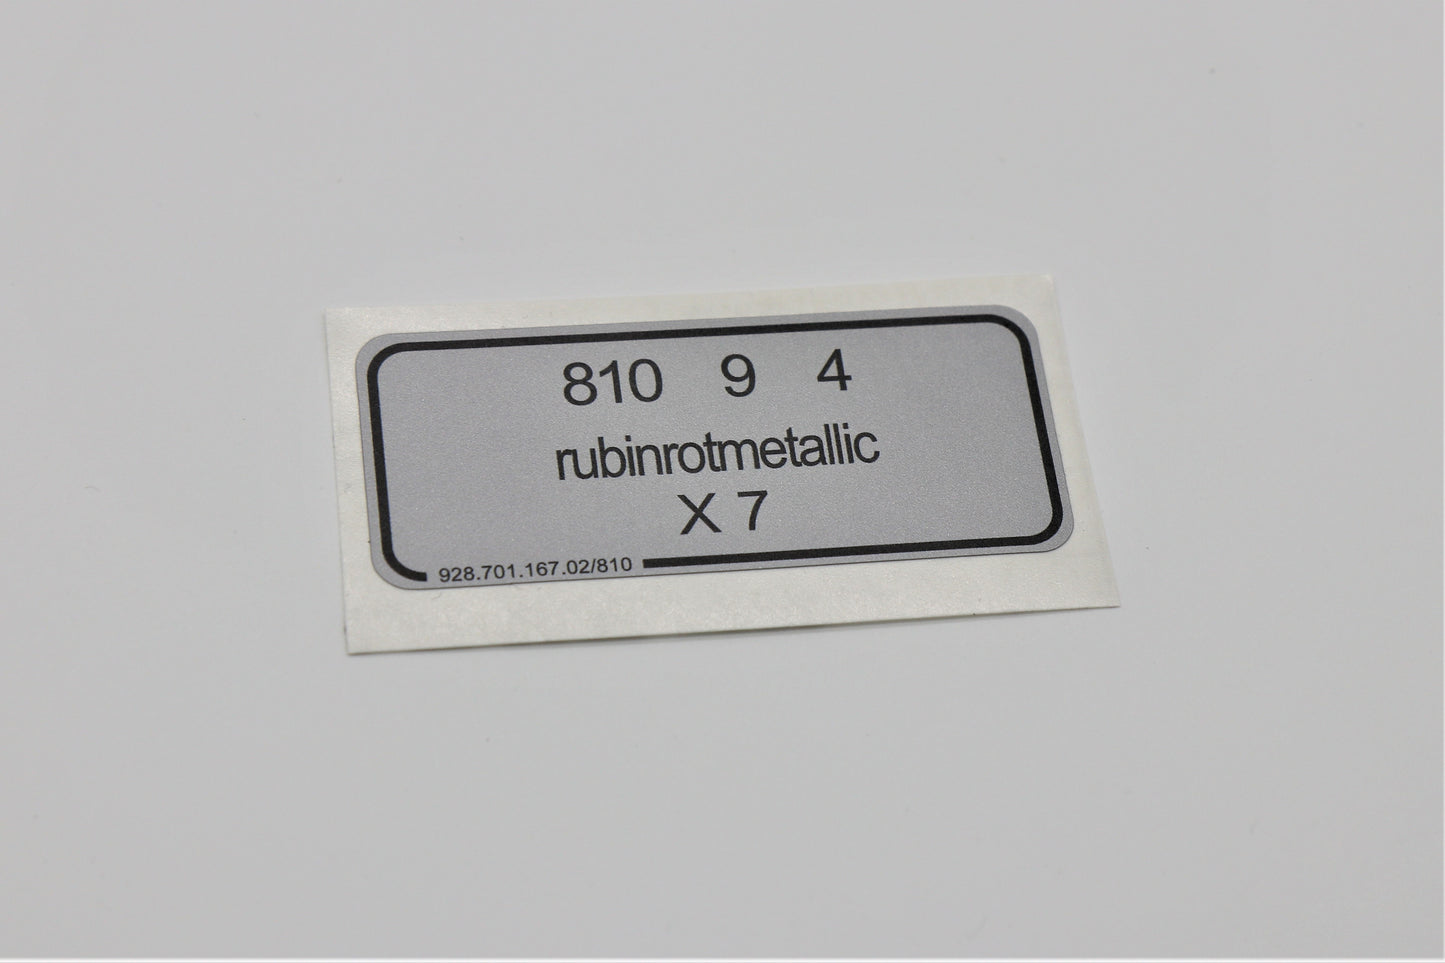 810 9 4
rubinrotmetallic
X 7
928.701.167.02/810